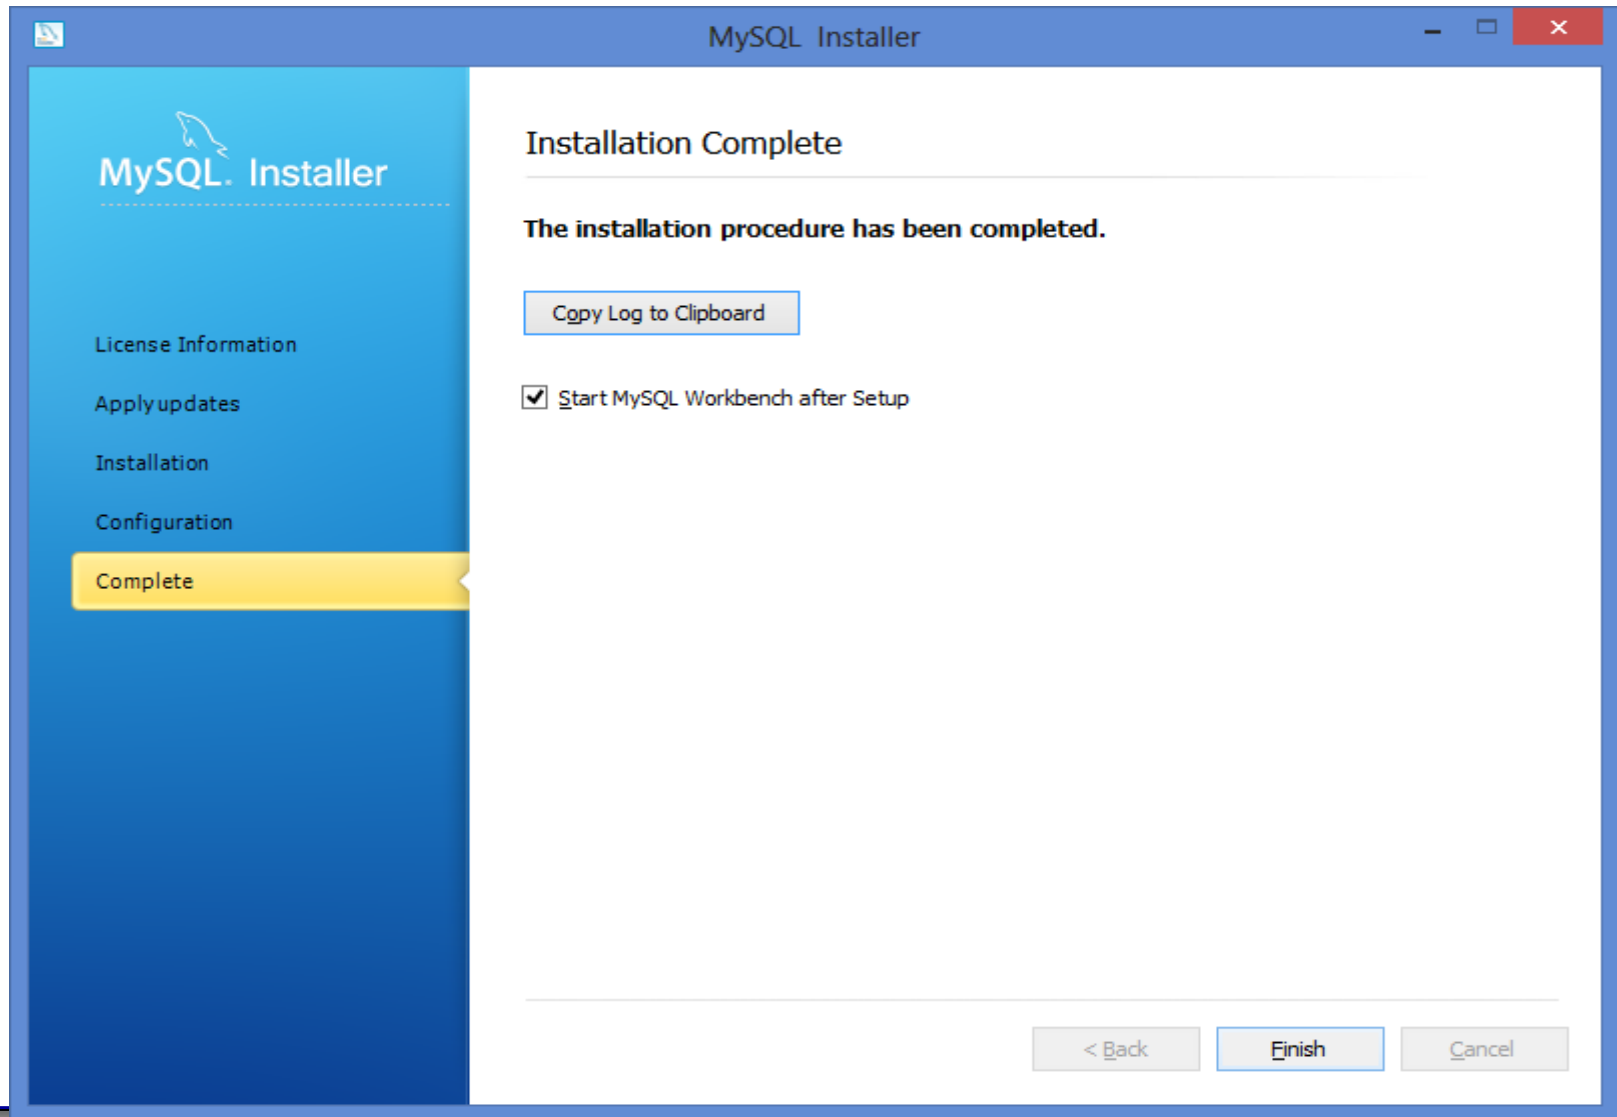 MySQL Installer
MySQL. Installer
License Information
Apply updates
Installation
Configuration
Complete
Installation Complete
The installation procedure has been completed.
Copy Log to Clipboard
Start MySQL Workbench after Setup
< Back
Finish
Cancel